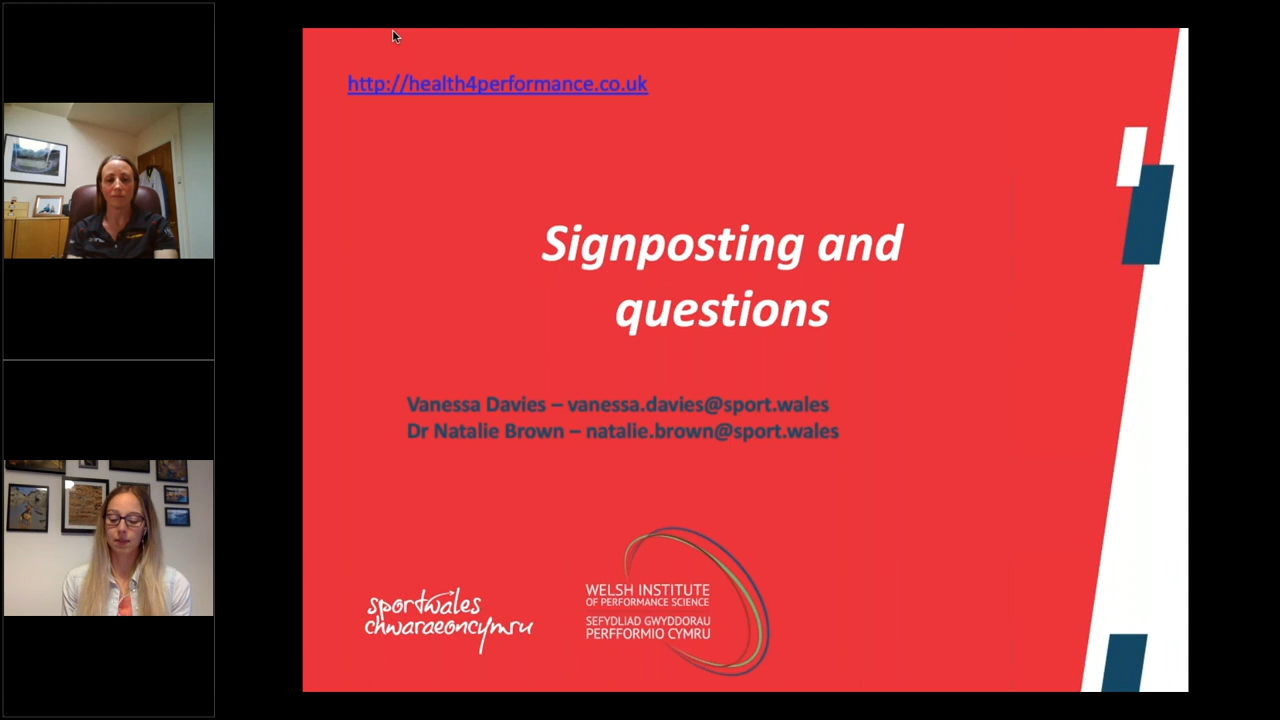 http://health4performance.co.uk
Signposting and
questions
Vanessa Davies – vanessa.davies@sport.wales
Dr Natalie Brown – natalie.brown@sport.wales
sportwales
chwaraeoncymru
WELSH INSTITUTE
OF PERFORMANCE SCIENCE
SEFYDLIAD GWYDDORAU
PERFFORMIO CYMRU